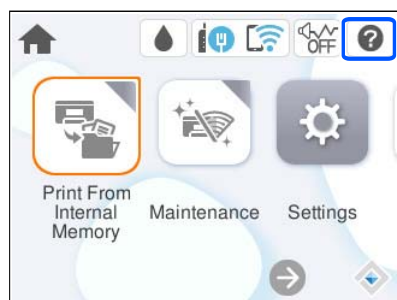 OFF
?
Print From
Internal
Memory
Maintenance
Settings